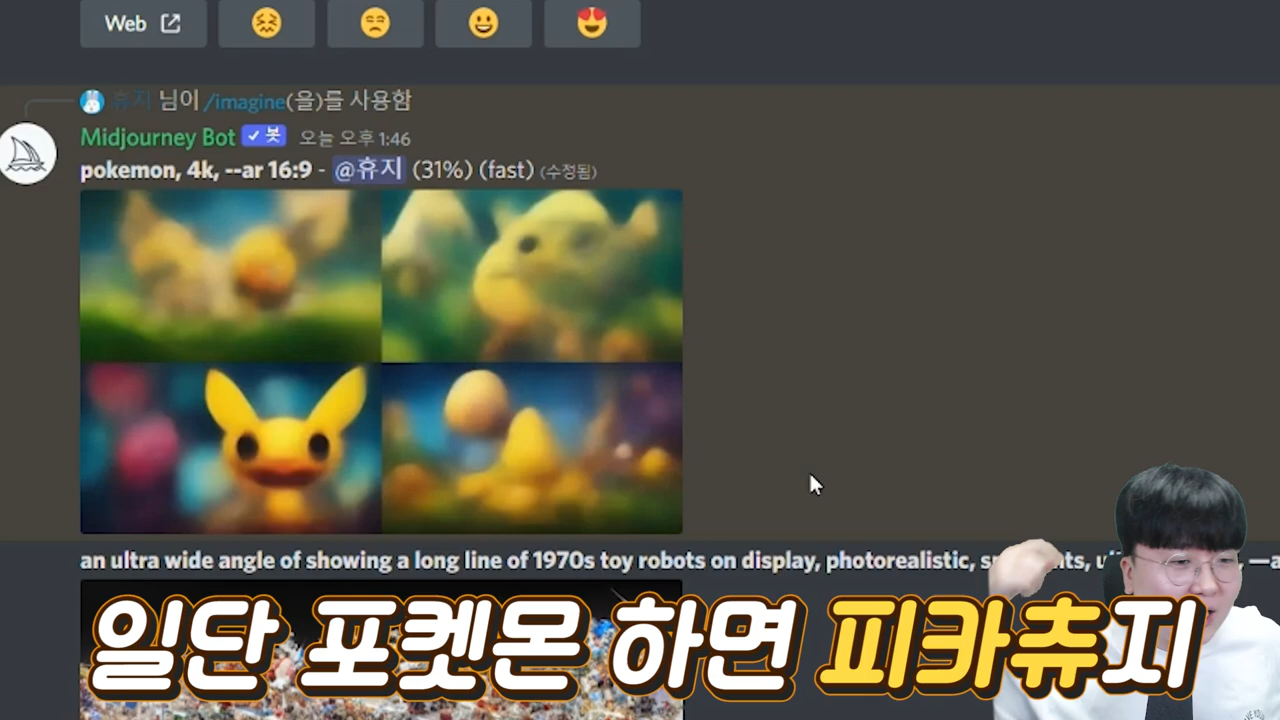 Web
휴지 님이 /imagine(을)를 사용함
Midjourney Bot ✓ 봇 오늘 오후 1:46
pokemon, 4k, --ar 16:9 - @휴지 (31%) (fast) (수정됨)
an ultra wide angle of showing a long line of 1970s toy robots on display, photorealistic,
일단 포켓몬 하면 피카츄지